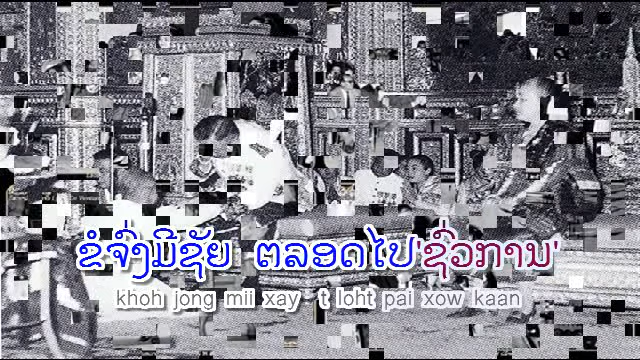 ຂໍຈົ່ງມີຊັຍ ຕລອດໄປ'ຊົ່ວການ'
khoh jong mii xay t loht pai xow kaan